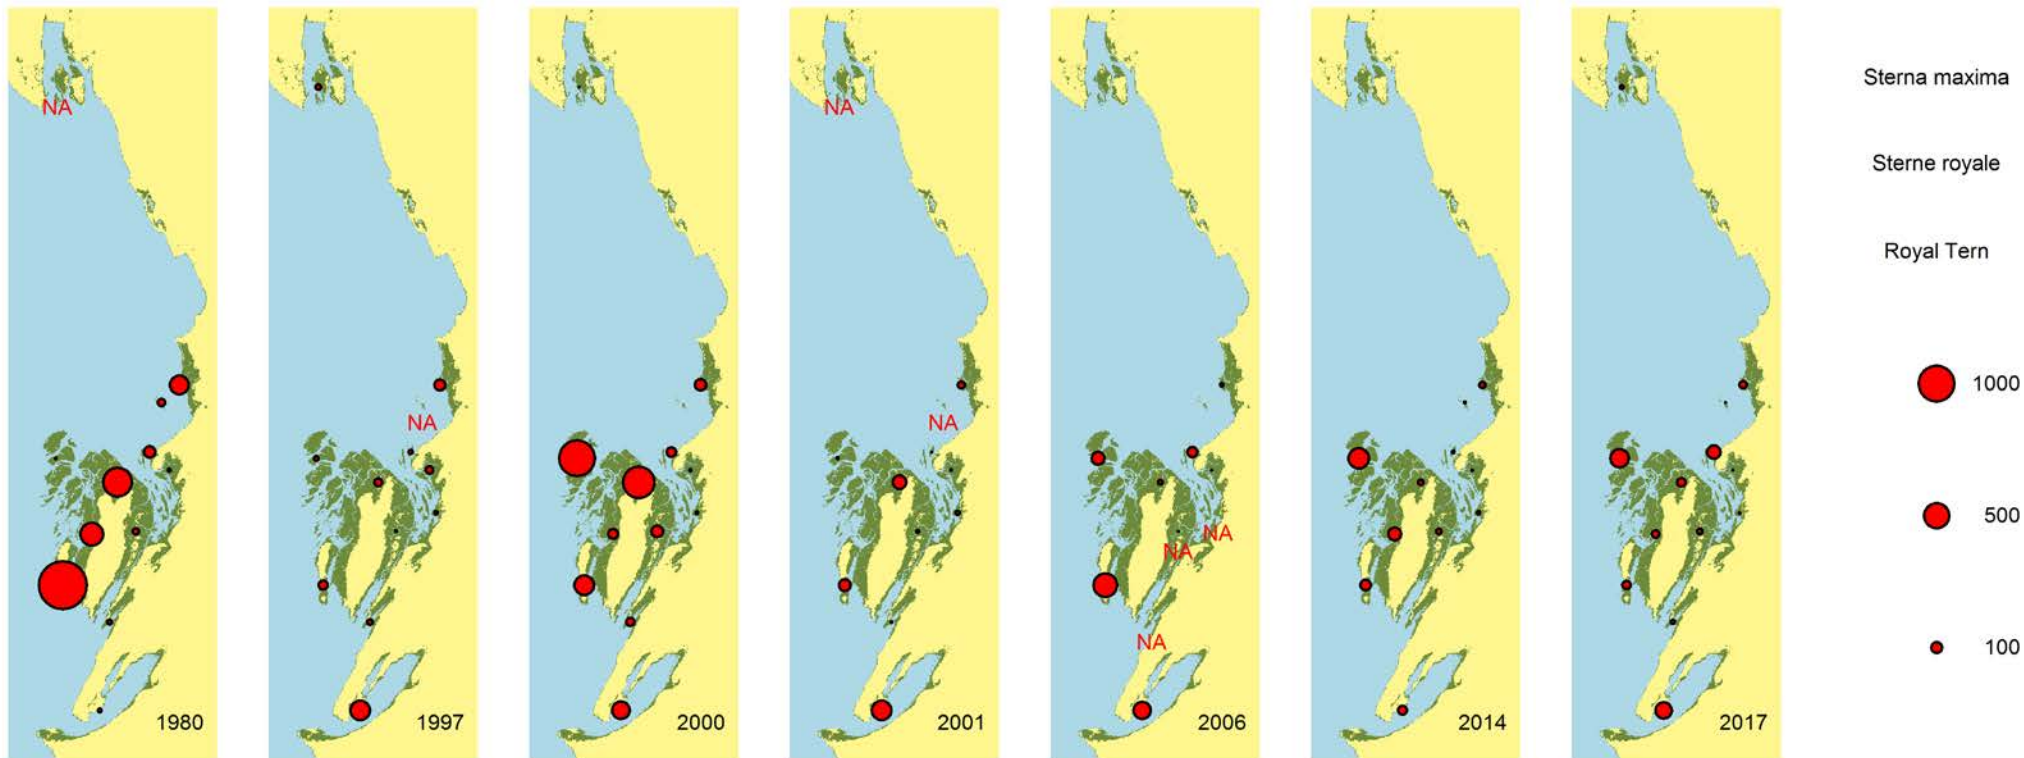 Sterna maxima
Sterne royale
Royal Tern
1000
500
100
NA
1980
NA
1997
2000
NA
NA
2001
NA
NA
NA
2006
2014
2017